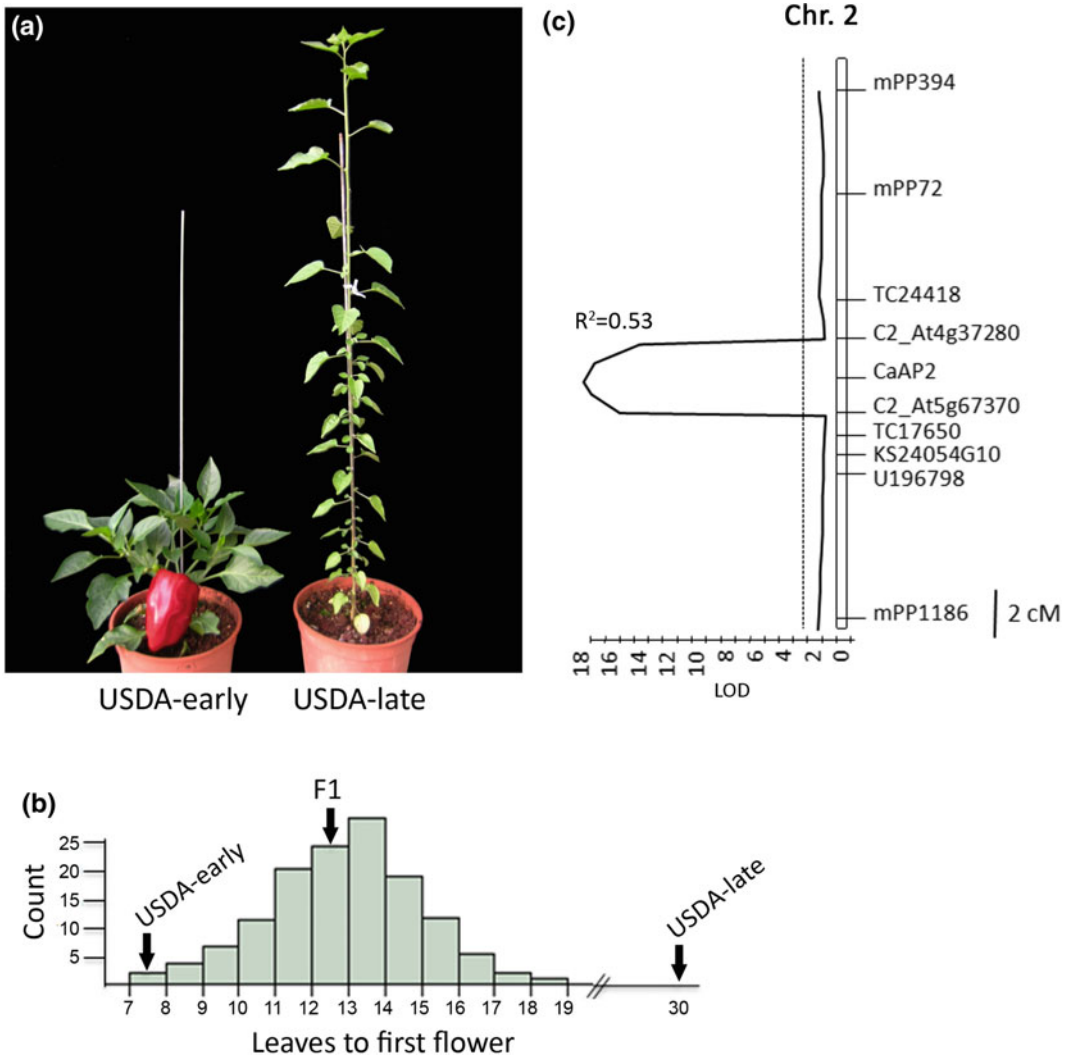 (a)
USDA-early
USDA-late
(c)
Chr. 2
mPP394
mPP72
TC24418
C2_At4g37280
CaAP2
C2_At5g67370
TC17650
KS24054G10
U196798
mPP1186
2 cM
R²=0.53
18 16 14 12 10 8 6 4 2 0
LOD
(b)
F1
USDA-early
USDA-late
Count
25
20
15
10
5
7 8 9 10 11 12 13 14 15 16 17 18 19 30
Leaves to first flower